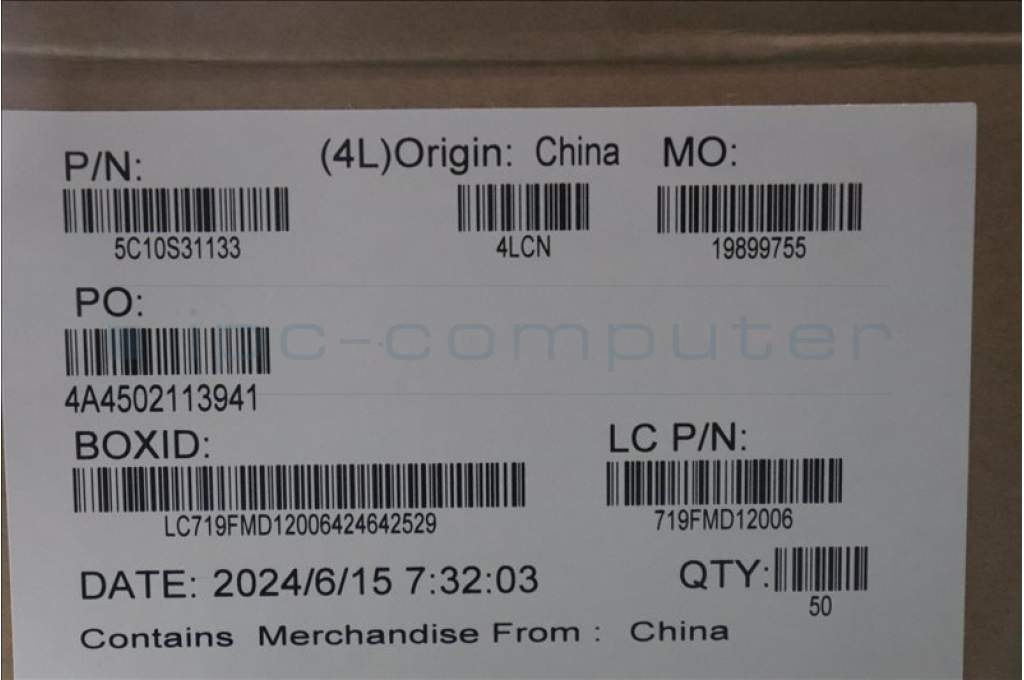 P/N: (4L)Origin: China MO:
5C10S31133 4LCN 19899755
PO:
ipc-computer
4A4502113941
BOXID: LC P/N:
LC719FMD12006424642529 719FMD12006
DATE: 2024/6/15 7:32:03 QTY:
50
Contains Merchandise From : China